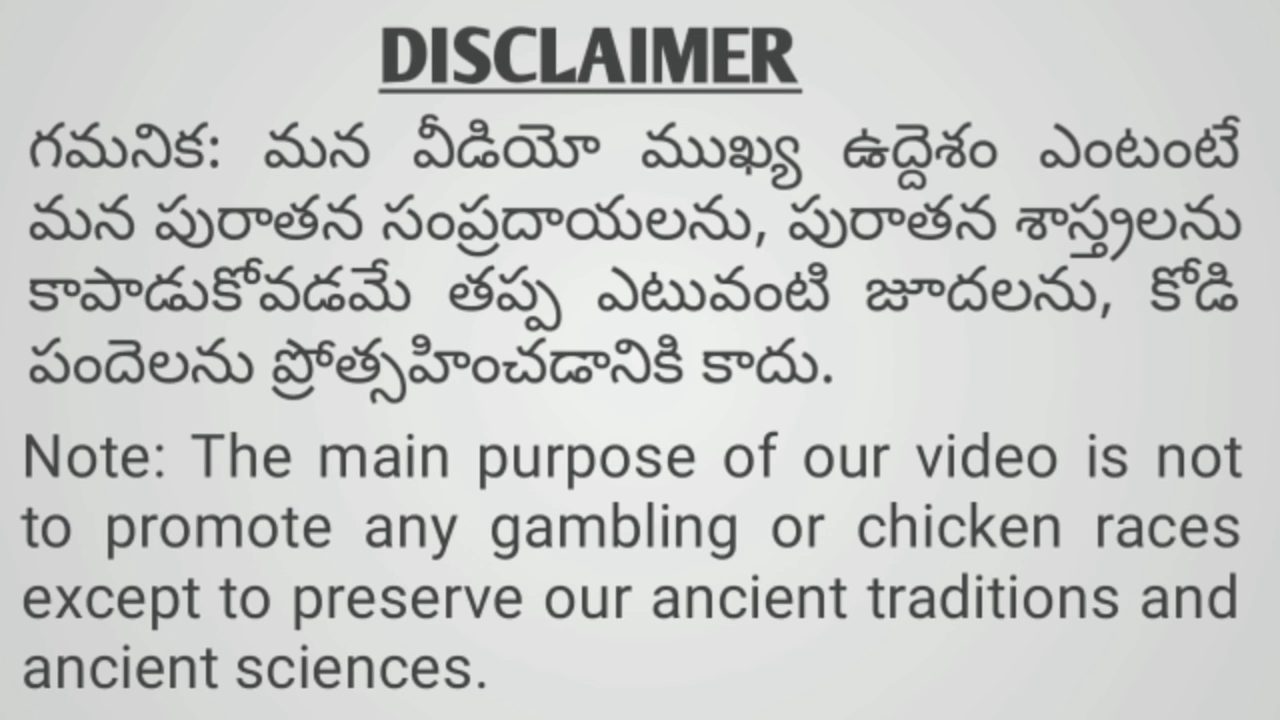 DISCLAIMER
గమనిక: మన వీడియో ముఖ్య ఉద్దెశం ఎంటంటే
మన పురాతన సంప్రదాయలను, పురాతన శాస్త్రలను
కాపాడుకోవడమే తప్ప ఎటువంటి జూదలను, కోడి
పందెలను ప్రోత్సహించడానికి కాదు.
Note: The main purpose of our video is not
to promote any gambling or chicken races
except to preserve our ancient traditions and
ancient sciences.